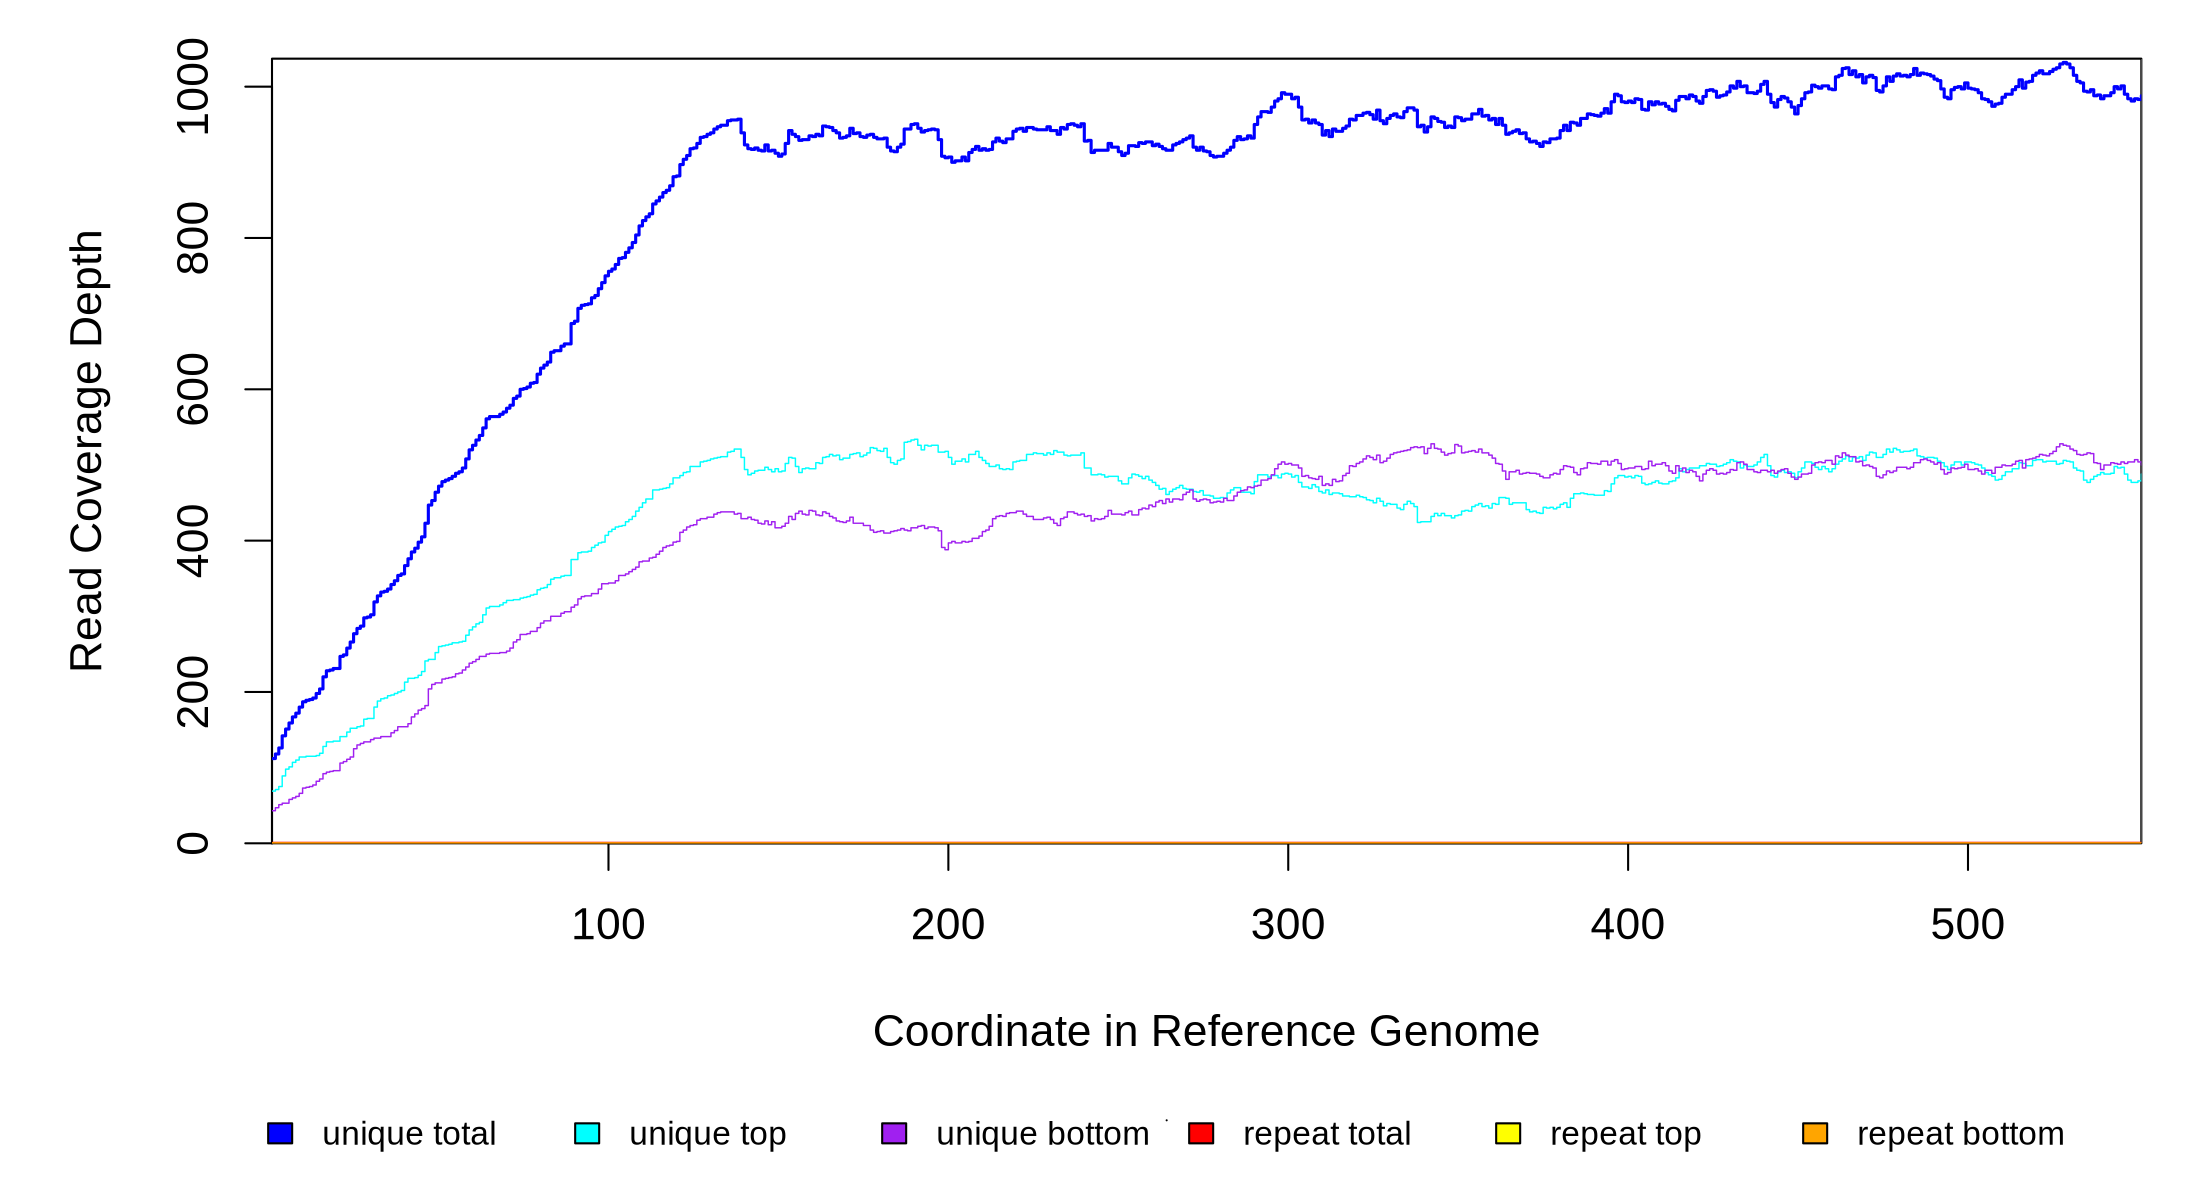 1000
800
600
400
200
0
Read Coverage Depth
100 200 300 400 500
Coordinate in Reference Genome
unique total unique top unique bottom repeat total repeat top repeat bottom